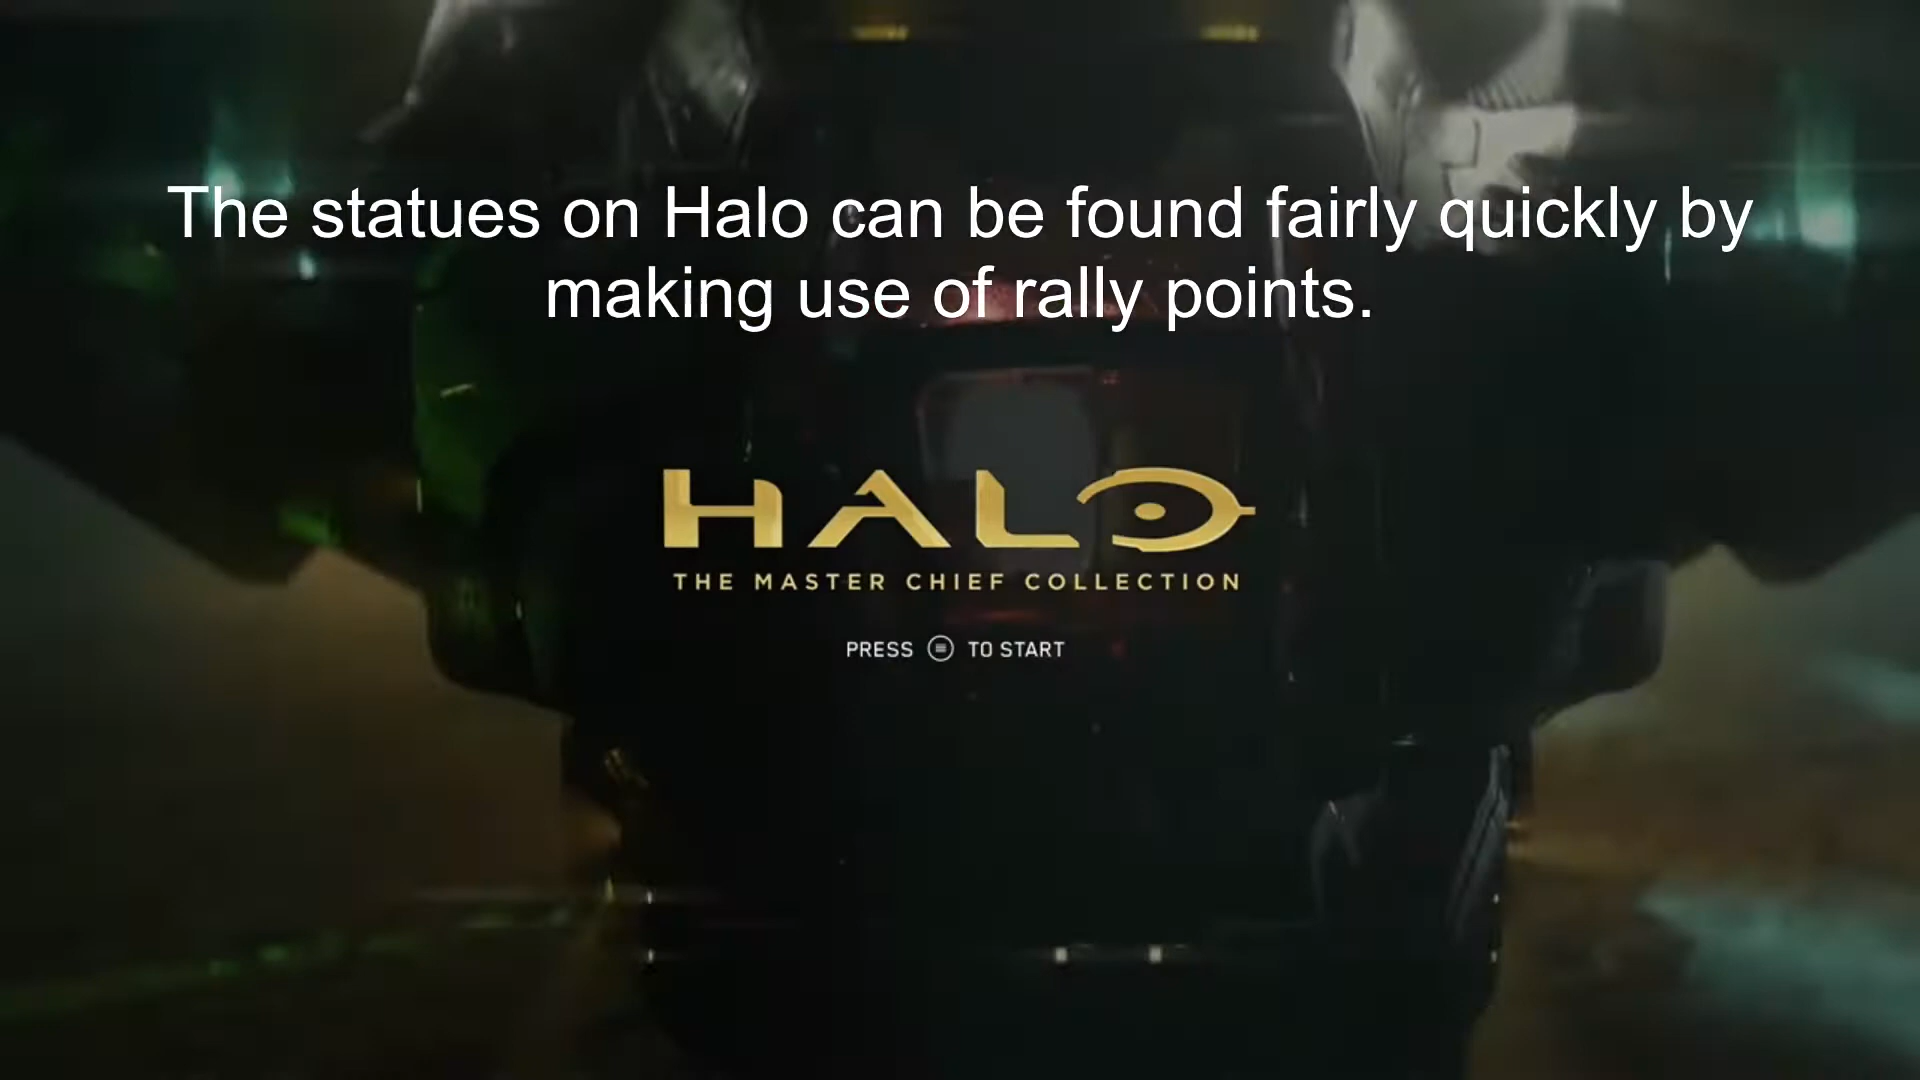 The statues on Halo can be found fairly quickly by
making use of rally points.
HALO
THE MASTER CHIEF COLLECTION
PRESS TO START